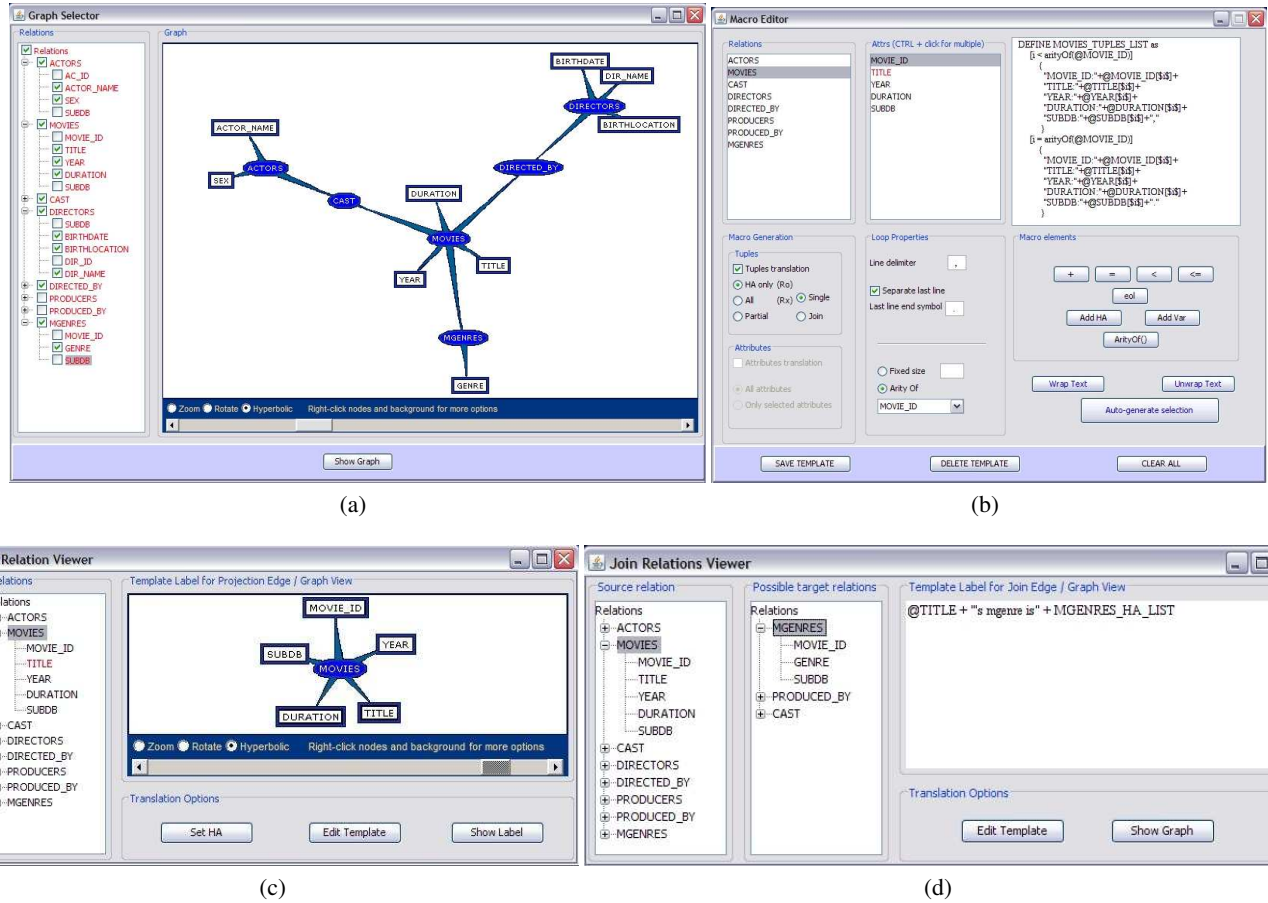 Graph Selector
Relations
Relations
ACTORS
AC_ID
ACTOR_NAME
SEX
SUBDB
MOVIES
MOVIE_ID
TITLE
YEAR
DURATION
SUBDB
CAST
DIRECTORS
SUBDB
BIRTHDATE
BIRTHLOCATION
DIR_ID
DIR_NAME
DIRECTED_BY
PRODUCERS
PRODUCED_BY
MGENRES
MOVIE_ID
GENRE
SUBDB
Graph
BIRTHDATE
DIR_NAME
DIRECTORS
BIRTHLOCATION
ACTOR_NAME
ACTORS
DIRECTED_BY
SEX
CAST
DURATION
MOVIES
TITLE
YEAR
MGENRES
GENRE
Zoom Rotate Hyperbolic Right-click nodes and background for more options
Show Graph
(a)
Macro Editor
Relations
ACTORS
MOVIES
CAST
DIRECTORS
DIRECTED_BY
PRODUCERS
PRODUCED_BY
MGENRES
Attrs (CTRL + click for multiple)
MOVIE_ID
TITLE
YEAR
DURATION
SUBDB
DEFINE MOVIES_TUPLES_LIST as
[i < arityOf(@MOVIE_ID)]
{
"MOVIE_ID:"+@MOVIE_ID[$i$]+
"TITLE:"+@TITLE[$i$]+
"YEAR:"+@YEAR[$i$]+
"DURATION:"+@DURATION[$i$]+
"SUBDB:"+@SUBDB[$i$]+","
}
[i = arityOf(@MOVIE_ID)]
{
"MOVIE_ID:"+@MOVIE_ID[$i$]+
"TITLE:"+@TITLE[$i$]+
"YEAR:"+@YEAR[$i$]+
"DURATION:"+@DURATION[$i$]+
"SUBDB:"+@SUBDB[$i$]+"."
}
Macro Generation
Tuples
Tuples translation
HA only (Ro)
All (Rx) Single
Partial Join
Attributes
Attributes translation
All attributes
Only selected attributes
Loop Properties
Line delimiter ,
Separate last line
Last line end symbol .
Fixed size
Arity Of
MOVIE_ID
Macro elements
+ = < <=
eol
Add HA Add Var
ArityOf()
Wrap Text Unwrap Text
Auto-generate selection
SAVE TEMPLATE DELETE TEMPLATE CLEAR ALL
(b)
Relation Viewer
elations
elations
ACTORS
MOVIES
MOVIE_ID
TITLE
YEAR
DURATION
SUBDB
CAST
DIRECTORS
DIRECTED_BY
PRODUCERS
PRODUCED_BY
MGENRES
Template Label for Projection Edge / Graph View
MOVIE_ID
YEAR
SUBDB
MOVIES
DURATION
TITLE
Zoom Rotate Hyperbolic Right-click nodes and background for more options
Translation Options
Set HA Edit Template Show Label
(c)
Join Relations Viewer
Source relation
Relations
ACTORS
MOVIES
MOVIE_ID
TITLE
YEAR
DURATION
SUBDB
CAST
DIRECTORS
DIRECTED_BY
PRODUCERS
PRODUCED_BY
MGENRES
Possible target relations
Relations
MGENRES
MOVIE_ID
GENRE
SUBDB
PRODUCED_BY
CAST
Template Label for Join Edge / Graph View
@TITLE + "'s mgenre is" + MGENRES_HA_LIST
Translation Options
Edit Template Show Graph
(d)